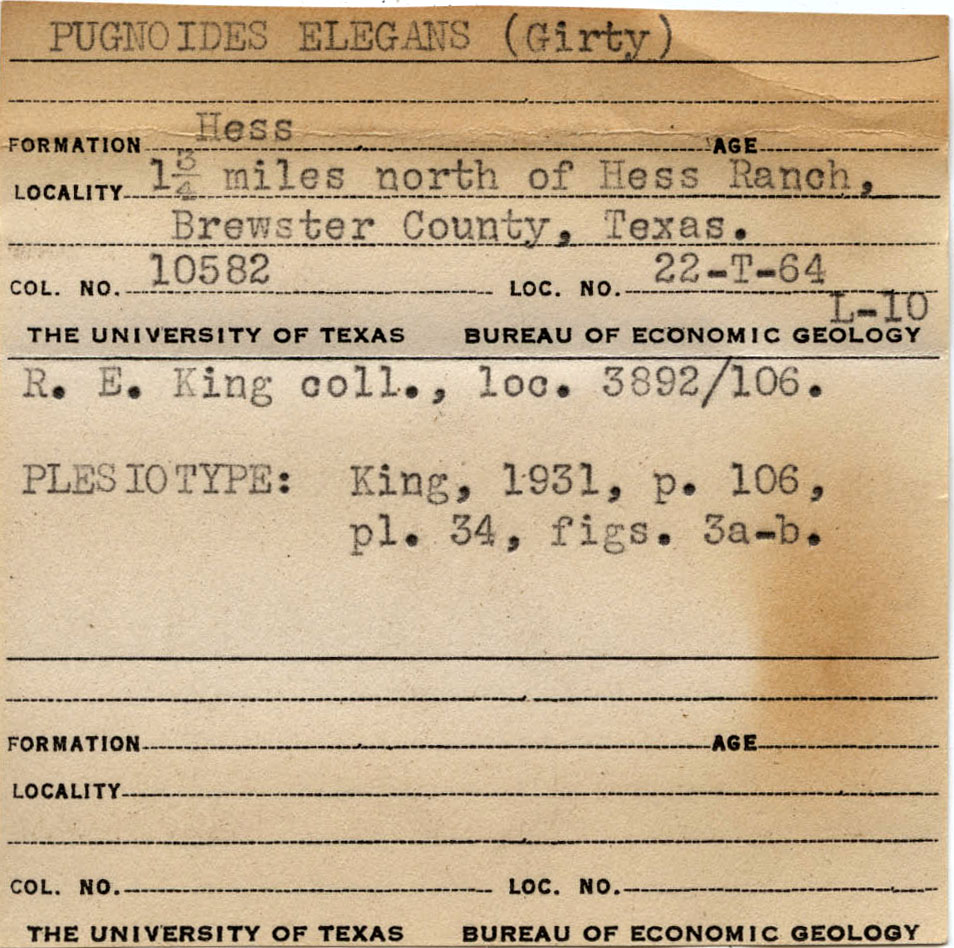 PUGNOIDES ELEGANS (Girty)
FORMATION Hess AGE
LOCALITY 1 3/4 miles north of Hess Ranch,
Brewster County, Texas.
COL. NO. 10582 LOC. NO. 22-T-64
L-10
THE UNIVERSITY OF TEXAS BUREAU OF ECONOMIC GEOLOGY
R. E. King coll., loc. 3892/106.
PLESIOTYPE: King, 1931, p. 106,
pl. 34, figs. 3a-b.
FORMATION AGE
LOCALITY
COL. NO. LOC. NO.
THE UNIVERSITY OF TEXAS BUREAU OF ECONOMIC GEOLOGY